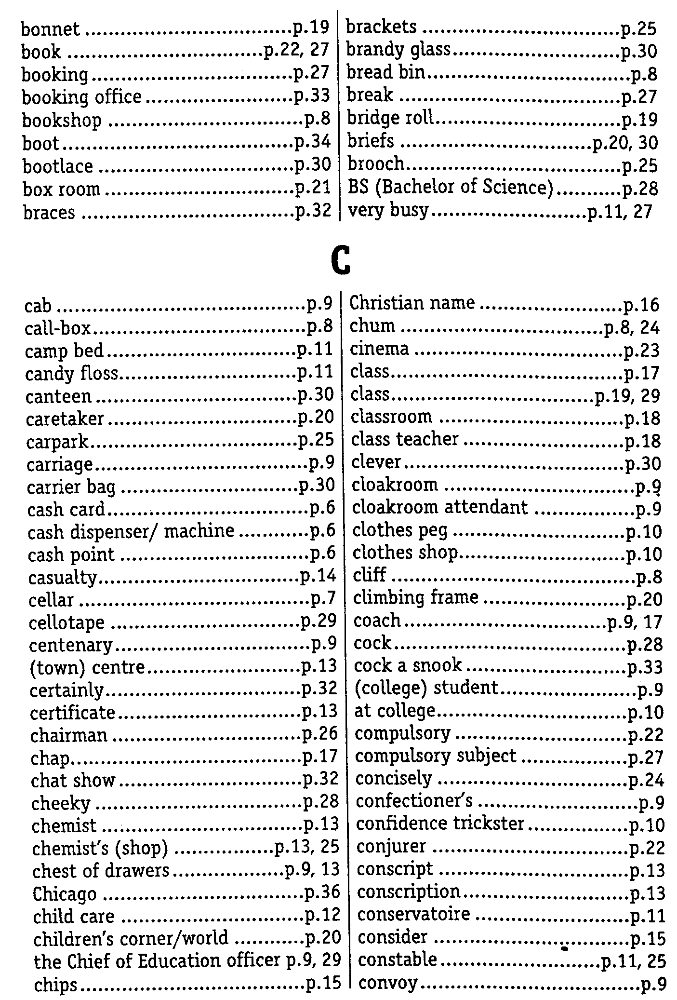 bonnet ..................................p.19
book ................................p.22, 27
booking..................................p.27
booking office.........................p.33
bookshop ................................p.8
boot.......................................p.34
bootlace .................................p.30
box room................................p.21
braces ....................................p.32
brackets .................................p.25
brandy glass............................p.30
bread bin..................................p.8
break .....................................p.27
bridge roll...............................p.19
briefs ................................p.20, 30
brooch....................................p.25
BS (Bachelor of Science)...........p.28
very busy..........................p.11, 27
C
cab ..........................................p.9
call-box....................................p.8
camp bed................................p.11
candy floss..............................p.11
canteen..................................p.30
caretaker................................p.20
carpark...................................p.25
carriage....................................p.9
carrier bag ..............................p.30
cash card..................................p.6
cash dispenser/ machine............p.6
cash point ................................p.6
casualty..................................p.14
cellar .......................................p.7
cellotape ................................p.29
centenary.................................p.9
(town) centre..........................p.13
certainly.................................p.32
certificate...............................p.13
chairman ................................p.26
chap.......................................p.17
chat show...............................p.32
cheeky ...................................p.28
chemist ..................................p.13
chemist's (shop) .................p.13, 25
chest of drawers...................p.9, 13
Chicago ..................................p.36
child care ...............................p.12
children's corner/world ............p.20
the Chief of Education officer p.9, 29
chips......................................p.15
Christian name ........................p.16
chum ..................................p.8, 24
cinema ...................................p.23
class.......................................p.17
class..................................p.19, 29
classroom ...............................p.18
class teacher...........................p.18
clever.....................................p.30
cloakroom ................................p.9
cloakroom attendant .................p.9
clothes peg .............................p.10
clothes shop............................p.10
cliff .........................................p.8
climbing frame ........................p.20
coach..................................p.9, 17
cock.......................................p.28
cock a snook...........................p.33
(college) student.......................p.9
at college................................p.10
compulsory .............................p.22
compulsory subject ..................p.27
concisely ................................p.24
confectioner's ...........................p.9
confidence trickster.................p.10
conjurer .................................p.22
conscript ................................p.13
conscription............................p.13
conservatoire ..........................p.11
consider .................................p.15
constable...........................p.11, 25
convoy.....................................p.9